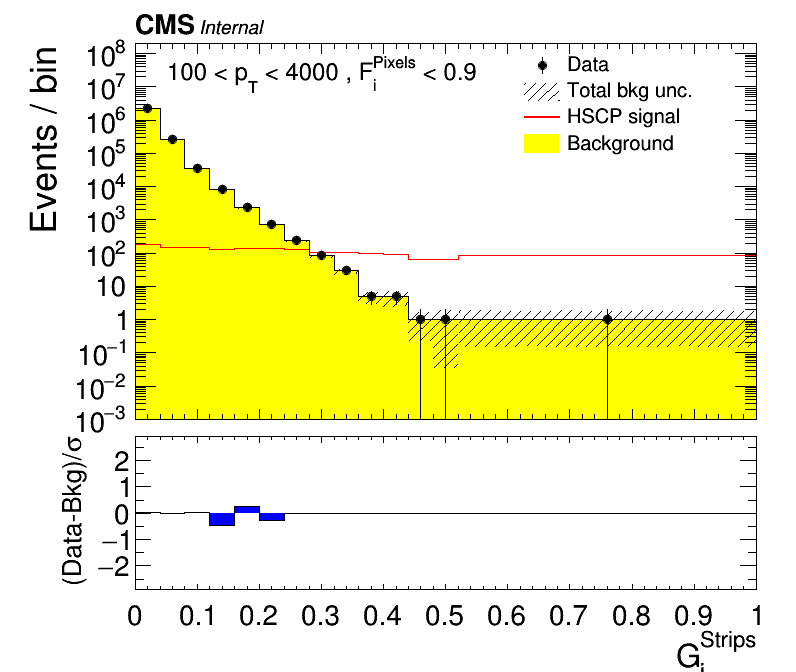 CMS Internal
100 < p_T < 4000 , F_i^Pixels < 0.9
Data
Total bkg unc.
HSCP signal
Background
Events / bin
10^8
10^7
10^6
10^5
10^4
10^3
10^2
10
1
10^−1
10^−2
10^−3
(Data-Bkg)/σ
2
1
0
−1
−2
0 0.1 0.2 0.3 0.4 0.5 0.6 0.7 0.8 0.9 1
G_i^Strips